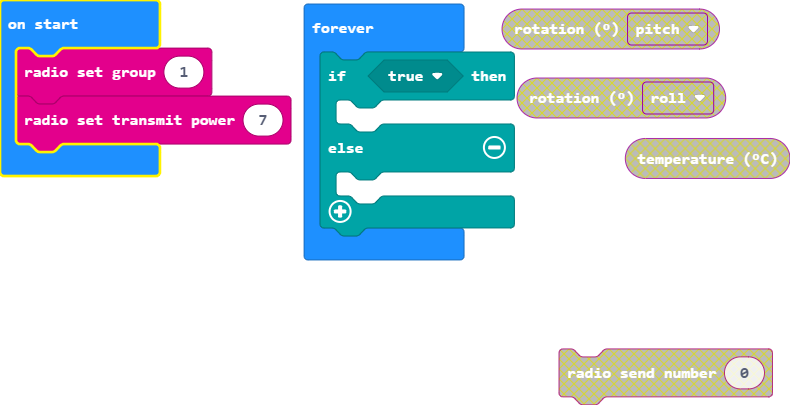 on start
radio set group 1
radio set transmit power 7
forever
if true then
else
rotation (º) pitch
rotation (º) roll
temperature (ºC)
radio send number 0